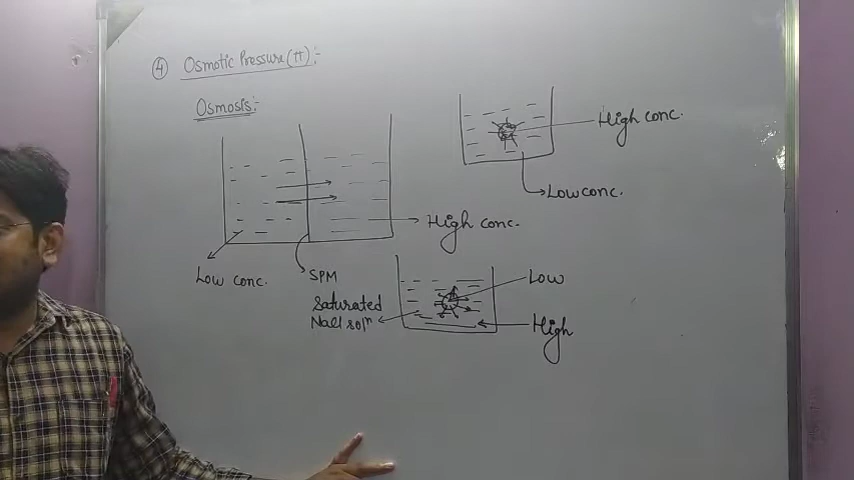 ④ Osmotic Pressure (π):-
Osmosis:-
High conc.
Low conc.
High conc.
Low conc.
SPM
Low
Saturated
NaCl solⁿ
High